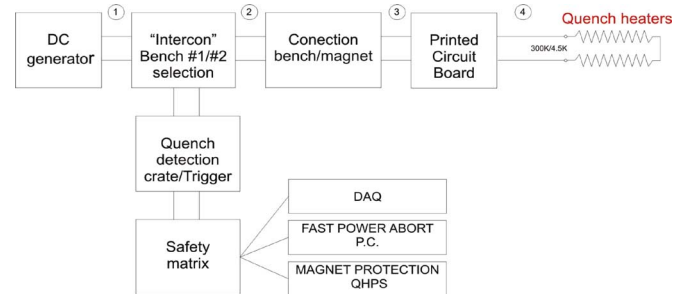 1
2
3
4
Quench heaters
DC
generator
“Intercon”
Bench #1/#2
selection
Conection
bench/magnet
Printed
Circuit
Board
300K/4.5K
Quench
detection
crate/Trigger
Safety
matrix
DAQ
FAST POWER ABORT
P.C.
MAGNET PROTECTION
QHPS